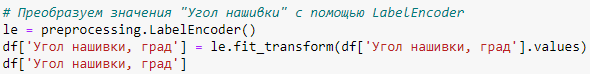 # Преобразуем значения "Угол нашивки" с помощью LabelEncoder
le = preprocessing.LabelEncoder()
df['Угол нашивки, град'] = le.fit_transform(df['Угол нашивки, град'].values)
df['Угол нашивки, град']